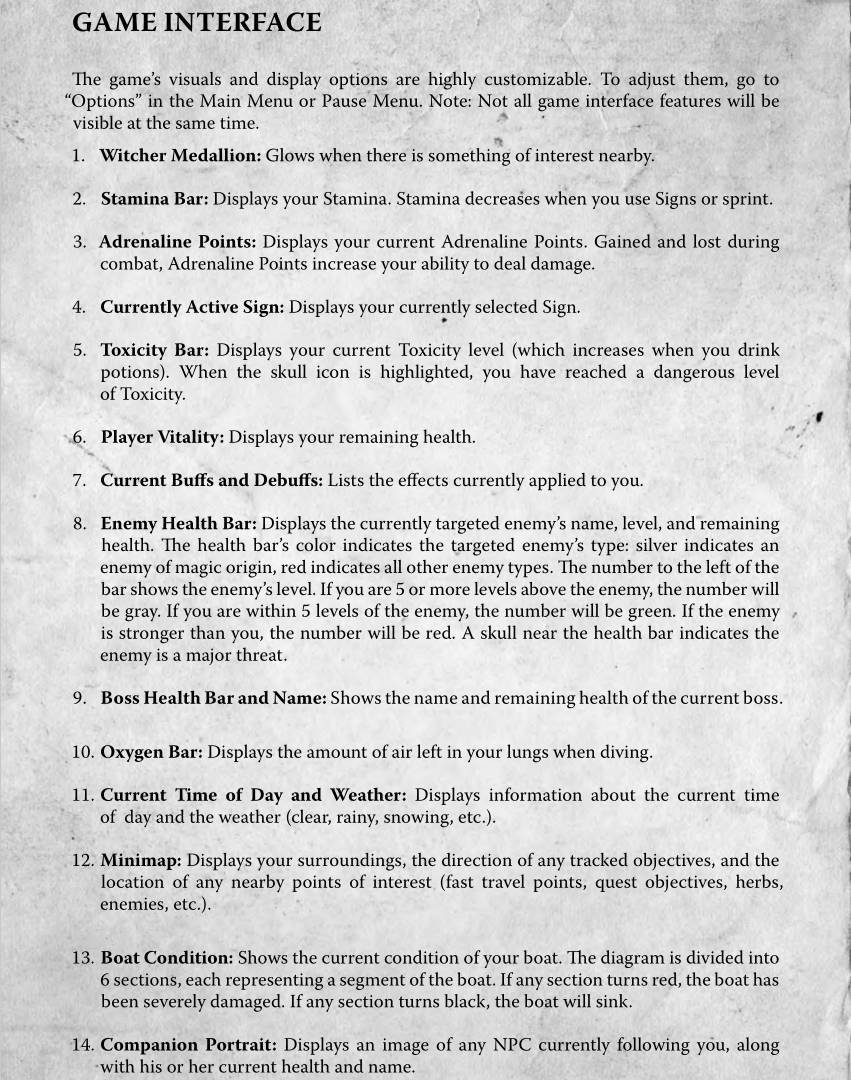 GAME INTERFACE
The game's visuals and display options are highly customizable. To adjust them, go to
“Options” in the Main Menu or Pause Menu. Note: Not all game interface features will be
visible at the same time.
1. Witcher Medallion: Glows when there is something of interest nearby.
2. Stamina Bar: Displays your Stamina. Stamina decreases when you use Signs or sprint.
3. Adrenaline Points: Displays your current Adrenaline Points. Gained and lost during
combat, Adrenaline Points increase your ability to deal damage.
4. Currently Active Sign: Displays your currently selected Sign.
5. Toxicity Bar: Displays your current Toxicity level (which increases when you drink
potions). When the skull icon is highlighted, you have reached a dangerous level
of Toxicity.
6. Player Vitality: Displays your remaining health.
7. Current Buffs and Debuffs: Lists the effects currently applied to you.
8. Enemy Health Bar: Displays the currently targeted enemy's name, level, and remaining
health. The health bar's color indicates the targeted enemy's type: silver indicates an
enemy of magic origin, red indicates all other enemy types. The number to the left of the
bar shows the enemy's level. If you are 5 or more levels above the enemy, the number will
be gray. If you are within 5 levels of the enemy, the number will be green. If the enemy
is stronger than you, the number will be red. A skull near the health bar indicates the
enemy is a major threat.
9. Boss Health Bar and Name: Shows the name and remaining health of the current boss.
10. Oxygen Bar: Displays the amount of air left in your lungs when diving.
11. Current Time of Day and Weather: Displays information about the current time
of day and the weather (clear, rainy, snowing, etc.).
12. Minimap: Displays your surroundings, the direction of any tracked objectives, and the
location of any nearby points of interest (fast travel points, quest objectives, herbs,
enemies, etc.).
13. Boat Condition: Shows the current condition of your boat. The diagram is divided into
6 sections, each representing a segment of the boat. If any section turns red, the boat has
been severely damaged. If any section turns black, the boat will sink.
14. Companion Portrait: Displays an image of any NPC currently following you, along
with his or her current health and name.